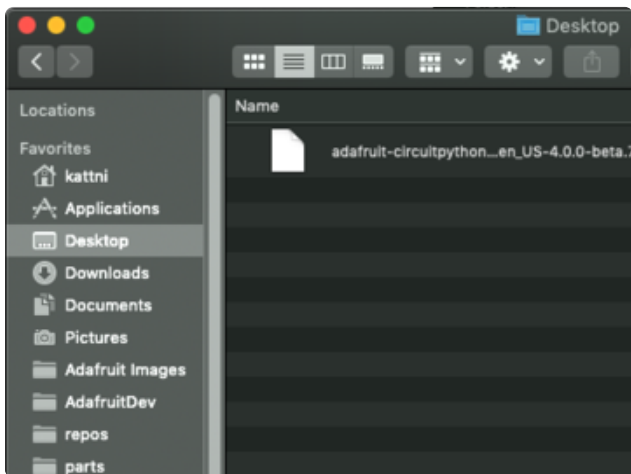 Desktop
Locations
Name
Favorites
adafruit-circuitpython...en_US-4.0.0-beta.7
kattni
Applications
Desktop
Downloads
Documents
Pictures
Adafruit Images
AdafruitDev
repos
parts